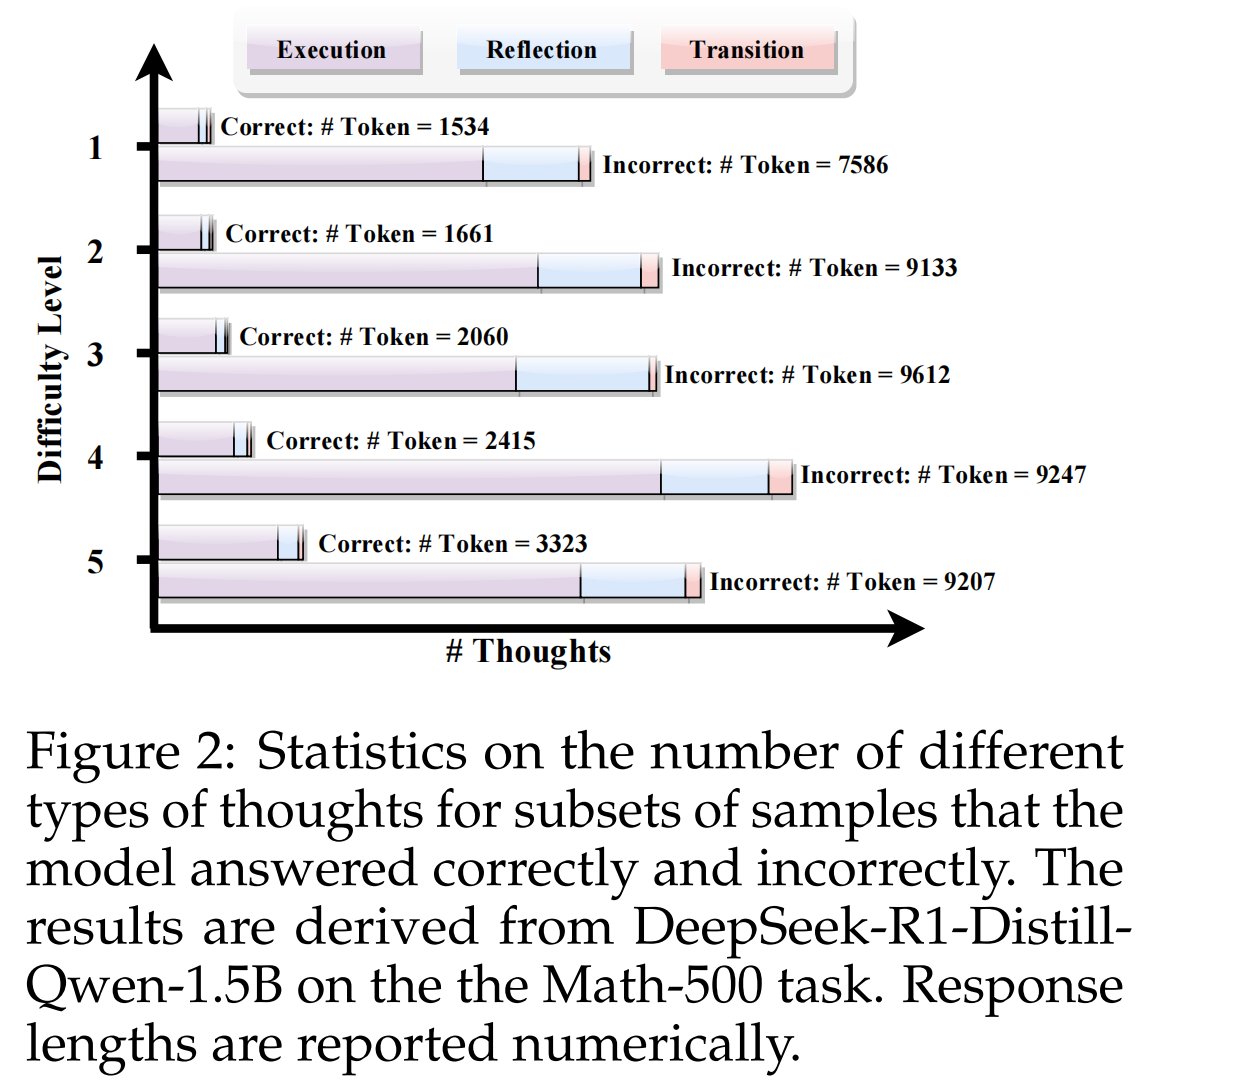 Execution Reflection Transition
Correct: # Token = 1534
1
Incorrect: # Token = 7586
Correct: # Token = 1661
2
Incorrect: # Token = 9133
Correct: # Token = 2060
3
Incorrect: # Token = 9612
Correct: # Token = 2415
4
Incorrect: # Token = 9247
Correct: # Token = 3323
5
Incorrect: # Token = 9207
Difficulty Level
# Thoughts
Figure 2: Statistics on the number of different
types of thoughts for subsets of samples that the
model answered correctly and incorrectly. The
results are derived from DeepSeek-R1-Distill-
Qwen-1.5B on the the Math-500 task. Response
lengths are reported numerically.